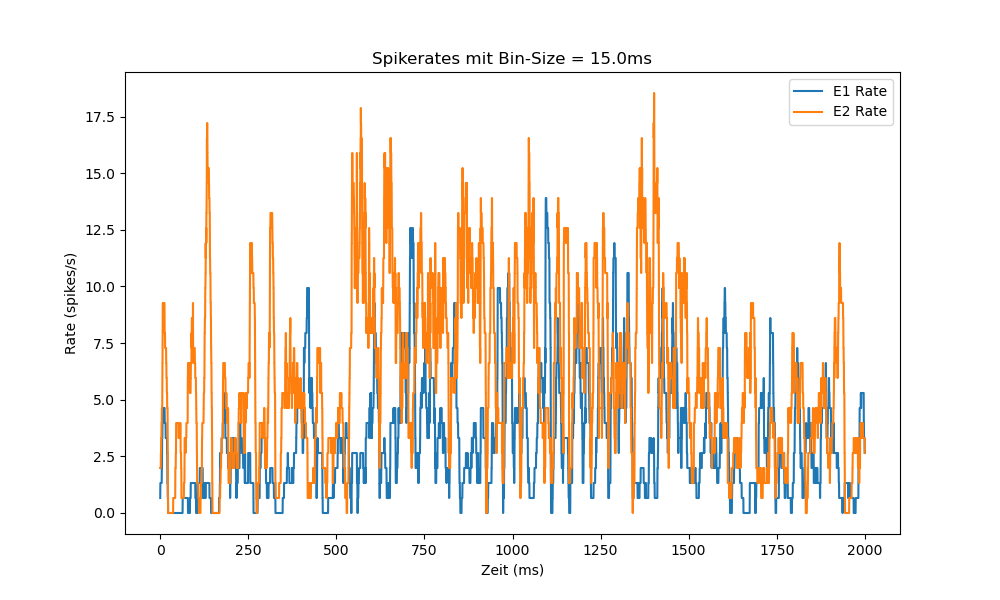 Spikerates mit Bin-Size = 15.0ms
E1 Rate
E2 Rate
Rate (spikes/s)
17.5
15.0
12.5
10.0
7.5
5.0
2.5
0.0
0 250 500 750 1000 1250 1500 1750 2000
Zeit (ms)